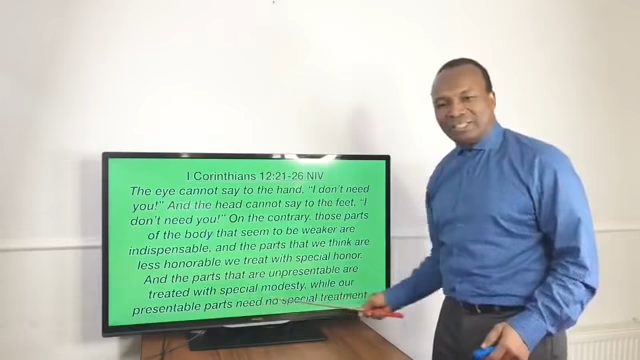 I Corinthians 12:21-26 NIV
The eye cannot say to the hand, "I don't need
you!" And the head cannot say to the feet, "I
don't need you!" On the contrary, those parts
of the body that seem to be weaker are
indispensable, and the parts that we think are
less honorable we treat with special honor.
And the parts that are unpresentable are
treated with special modesty, while our
presentable parts need no special treatment.